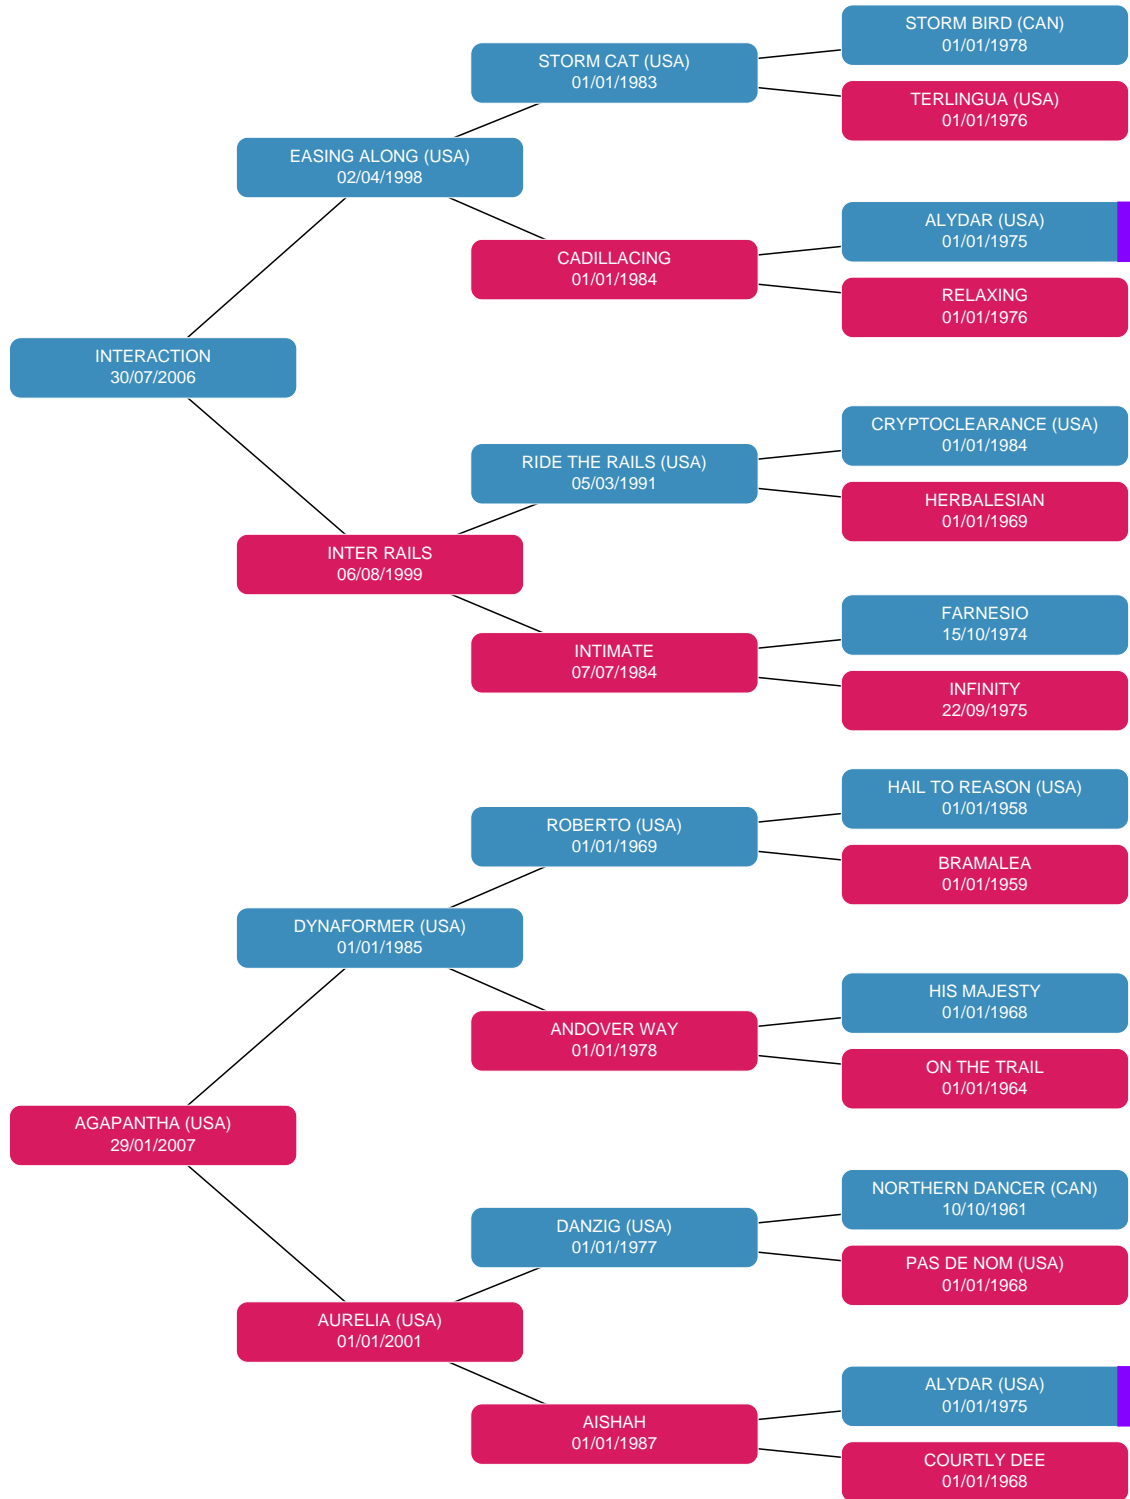 STORM BIRD (CAN)
01/01/1978
STORM CAT (USA)
01/01/1983
TERLINGUA (USA)
01/01/1976
EASING ALONG (USA)
02/04/1998
ALYDAR (USA)
01/01/1975
CADILLACING
01/01/1984
RELAXING
01/01/1976
INTERACTION
30/07/2006
CRYPTOCLEARANCE (USA)
01/01/1984
RIDE THE RAILS (USA)
05/03/1991
HERBALESIAN
01/01/1969
INTER RAILS
06/08/1999
FARNESIO
15/10/1974
INTIMATE
07/07/1984
INFINITY
22/09/1975
HAIL TO REASON (USA)
01/01/1958
ROBERTO (USA)
01/01/1969
BRAMALEA
01/01/1959
DYNAFORMER (USA)
01/01/1985
HIS MAJESTY
01/01/1968
ANDOVER WAY
01/01/1978
ON THE TRAIL
01/01/1964
AGAPANTHA (USA)
29/01/2007
NORTHERN DANCER (CAN)
10/10/1961
DANZIG (USA)
01/01/1977
PAS DE NOM (USA)
01/01/1968
AURELIA (USA)
01/01/2001
ALYDAR (USA)
01/01/1975
AISHAH
01/01/1987
COURTLY DEE
01/01/1968